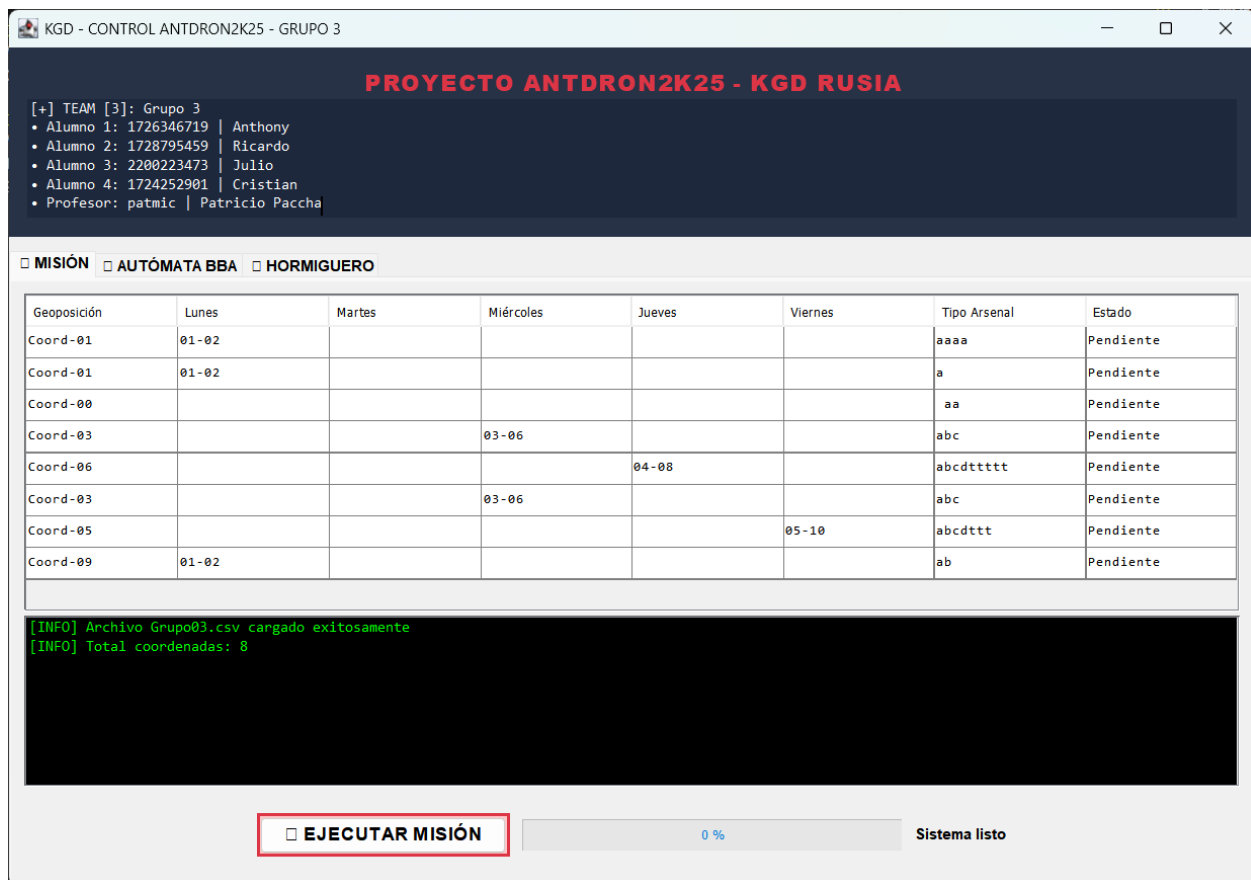 KGD - CONTROL ANTDRON2K25 - GRUPO 3
PROYECTO ANTDRON2K25 - KGD RUSIA
[+] TEAM [3]: Grupo 3
• Alumno 1: 1726346719 | Anthony
• Alumno 2: 1728795459 | Ricardo
• Alumno 3: 2200223473 | Julio
• Alumno 4: 1724252901 | Cristian
• Profesor: patmic | Patricio Paccha
MISIÓN AUTÓMATA BBA HORMIGUERO
Geoposición Lunes Martes Miércoles Jueves Viernes Tipo Arsenal Estado
Coord-01 01-02 aaaa Pendiente
Coord-01 01-02 a Pendiente
Coord-00 aa Pendiente
Coord-03 03-06 abc Pendiente
Coord-06 04-08 abcdttttt Pendiente
Coord-03 03-06 abc Pendiente
Coord-05 05-10 abcdttt Pendiente
Coord-09 01-02 ab Pendiente
[INFO] Archivo Grupo03.csv cargado exitosamente
[INFO] Total coordenadas: 8
EJECUTAR MISIÓN 0 % Sistema listo